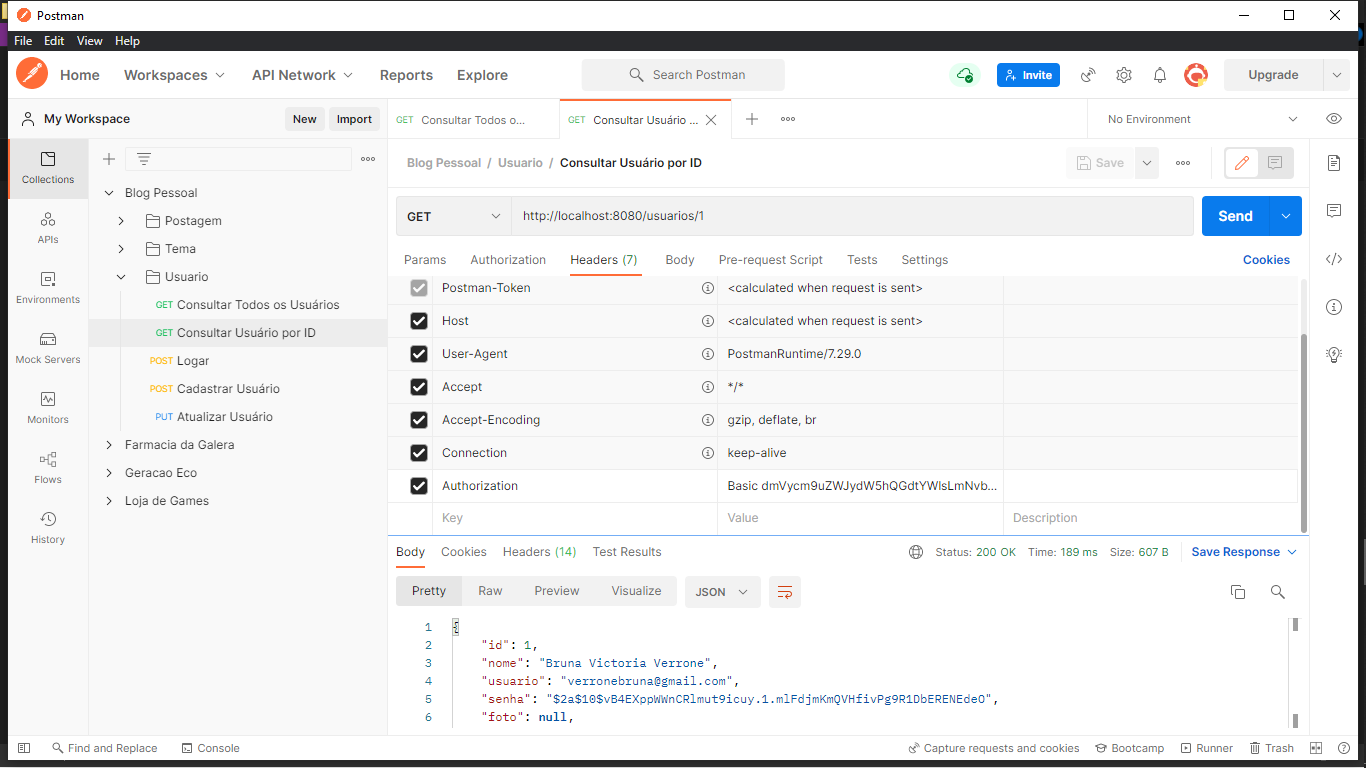 Postman
File Edit View Help
Home Workspaces API Network Reports Explore Search Postman Invite Upgrade
My Workspace New Import
GET Consultar Todos o... GET Consultar Usuário ... No Environment
Collections
APIs
Environments
Mock Servers
Monitors
Flows
History
Blog Pessoal
Postagem
Tema
Usuario
GET Consultar Todos os Usuários
GET Consultar Usuário por ID
POST Logar
POST Cadastrar Usuário
PUT Atualizar Usuário
Farmacia da Galera
Geracao Eco
Loja de Games
Blog Pessoal / Usuario / Consultar Usuário por ID Save
GET http://localhost:8080/usuarios/1 Send
Params Authorization Headers (7) Body Pre-request Script Tests Settings Cookies
Postman-Token <calculated when request is sent>
Host <calculated when request is sent>
User-Agent PostmanRuntime/7.29.0
Accept */*
Accept-Encoding gzip, deflate, br
Connection keep-alive
Authorization Basic dmVycm9uZWJydW5hQGdtYWlsLmNvb...
Key Value Description
Body Cookies Headers (14) Test Results Status: 200 OK Time: 189 ms Size: 607 B Save Response
Pretty Raw Preview Visualize JSON
1 {
2 "id": 1,
3 "nome": "Bruna Victoria Verrone",
4 "usuario": "verronebruna@gmail.com",
5 "senha": "$2a$10$vB4EXppWWnCRlmut9icuy.1.mlFdjmKmQVHfivPg9R1DbERENEdeO",
6 "foto": null,
Find and Replace Console Capture requests and cookies Bootcamp Runner Trash